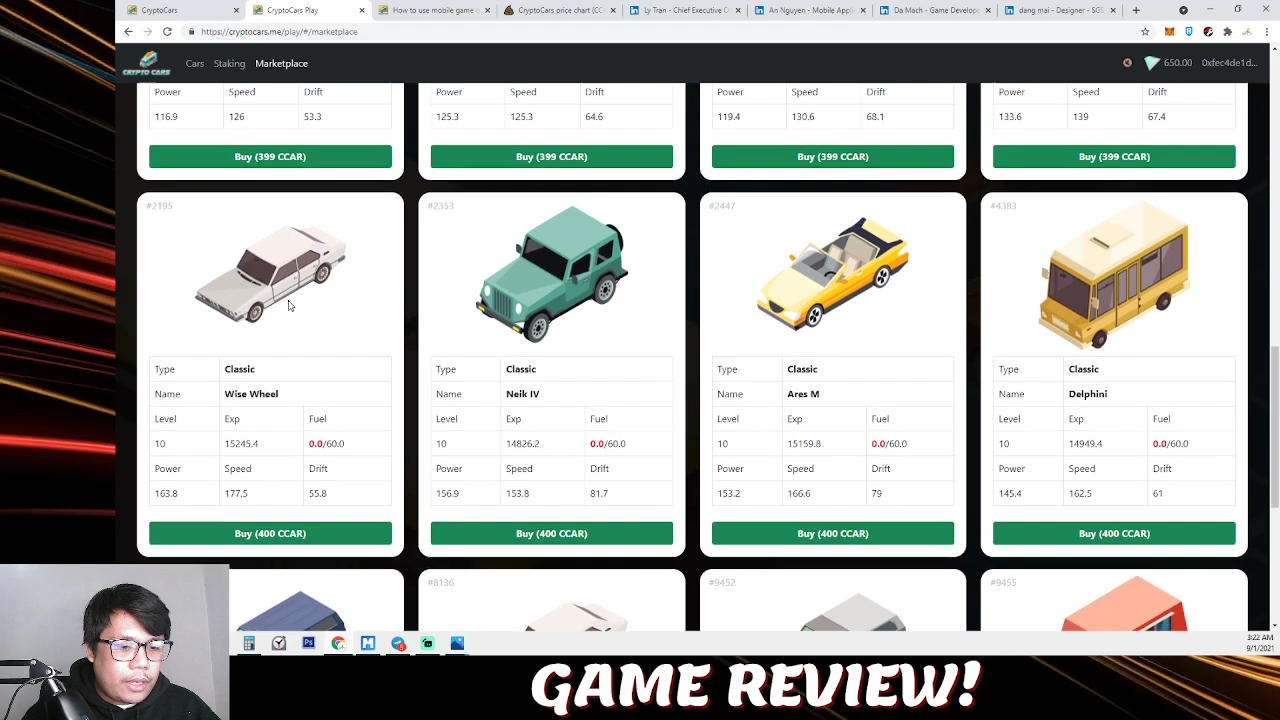 CryptoCars
CryptoCars Play
How to use mobile game
CryptoCars price chart (CC
Ly Tran - Chief Executive O
An Nguyen - Mobile Appli
Da Mach - Game Develop
dang mai - Designer - SGS
https://cryptocars.me/play/#/marketplace
CRYPTO CARS
Cars Staking Marketplace 650.00 0xfec4de1d...
Power Speed Drift Power Speed Drift Power Speed Drift Power Speed Drift
116.9 126 53.3 125.3 125.3 64.6 119.4 130.6 68.1 133.6 139 67.4
Buy (399 CCAR) Buy (399 CCAR) Buy (399 CCAR) Buy (399 CCAR)
#2195 #2353 #2447 #4383
Type Classic Type Classic Type Classic Type Classic
Name Wise Wheel Name Neik IV Name Ares M Name Delphini
Level Exp Fuel Level Exp Fuel Level Exp Fuel Level Exp Fuel
10 15245.4 0.0/60.0 10 14826.2 0.0/60.0 10 15159.8 0.0/60.0 10 14949.4 0.0/60.0
Power Speed Drift Power Speed Drift Power Speed Drift Power Speed Drift
163.8 177.5 55.8 156.9 153.8 81.7 153.2 166.6 79 145.4 162.5 61
Buy (400 CCAR) Buy (400 CCAR) Buy (400 CCAR) Buy (400 CCAR)
#8136 #9452 #9455
3:22 AM
9/1/2021
GAME REVIEW!